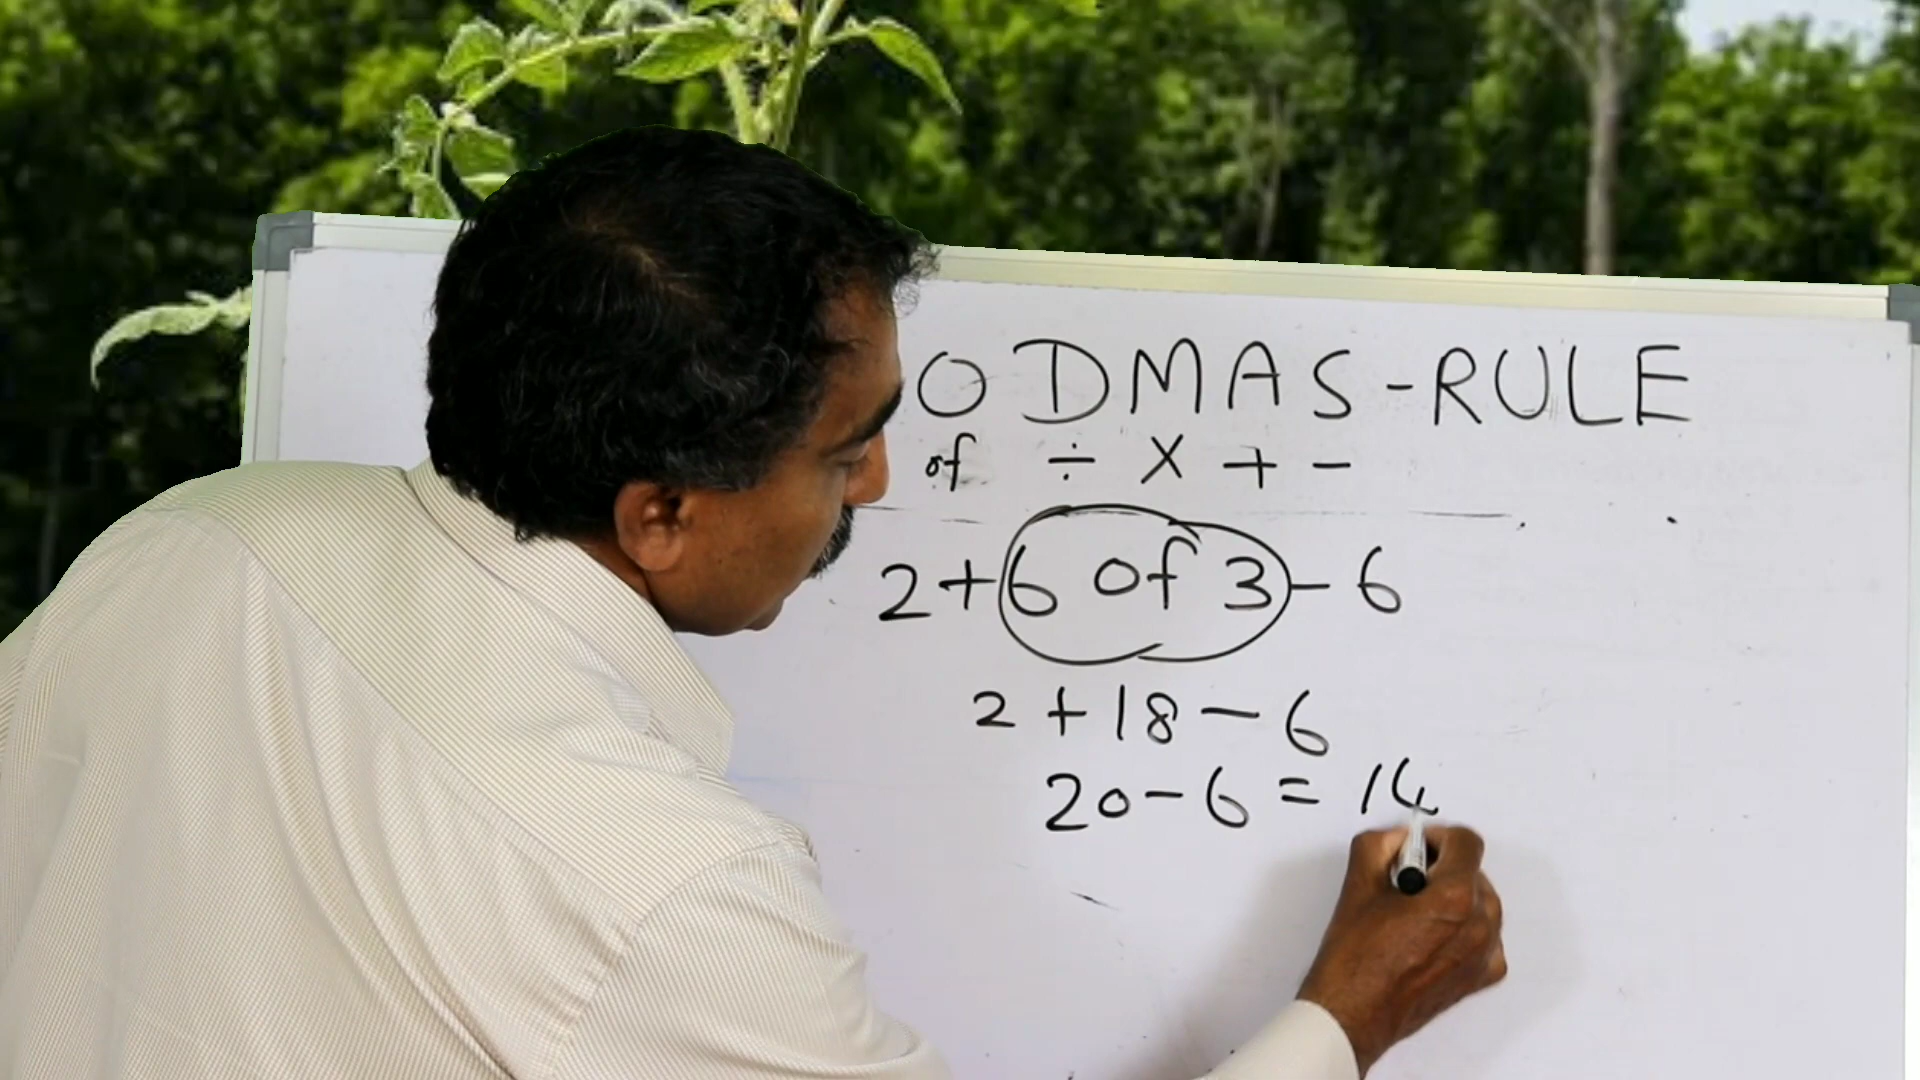 ODMAS-RULE
of ÷ × + -
2+6 of 3-6
2+18-6
20-6=14